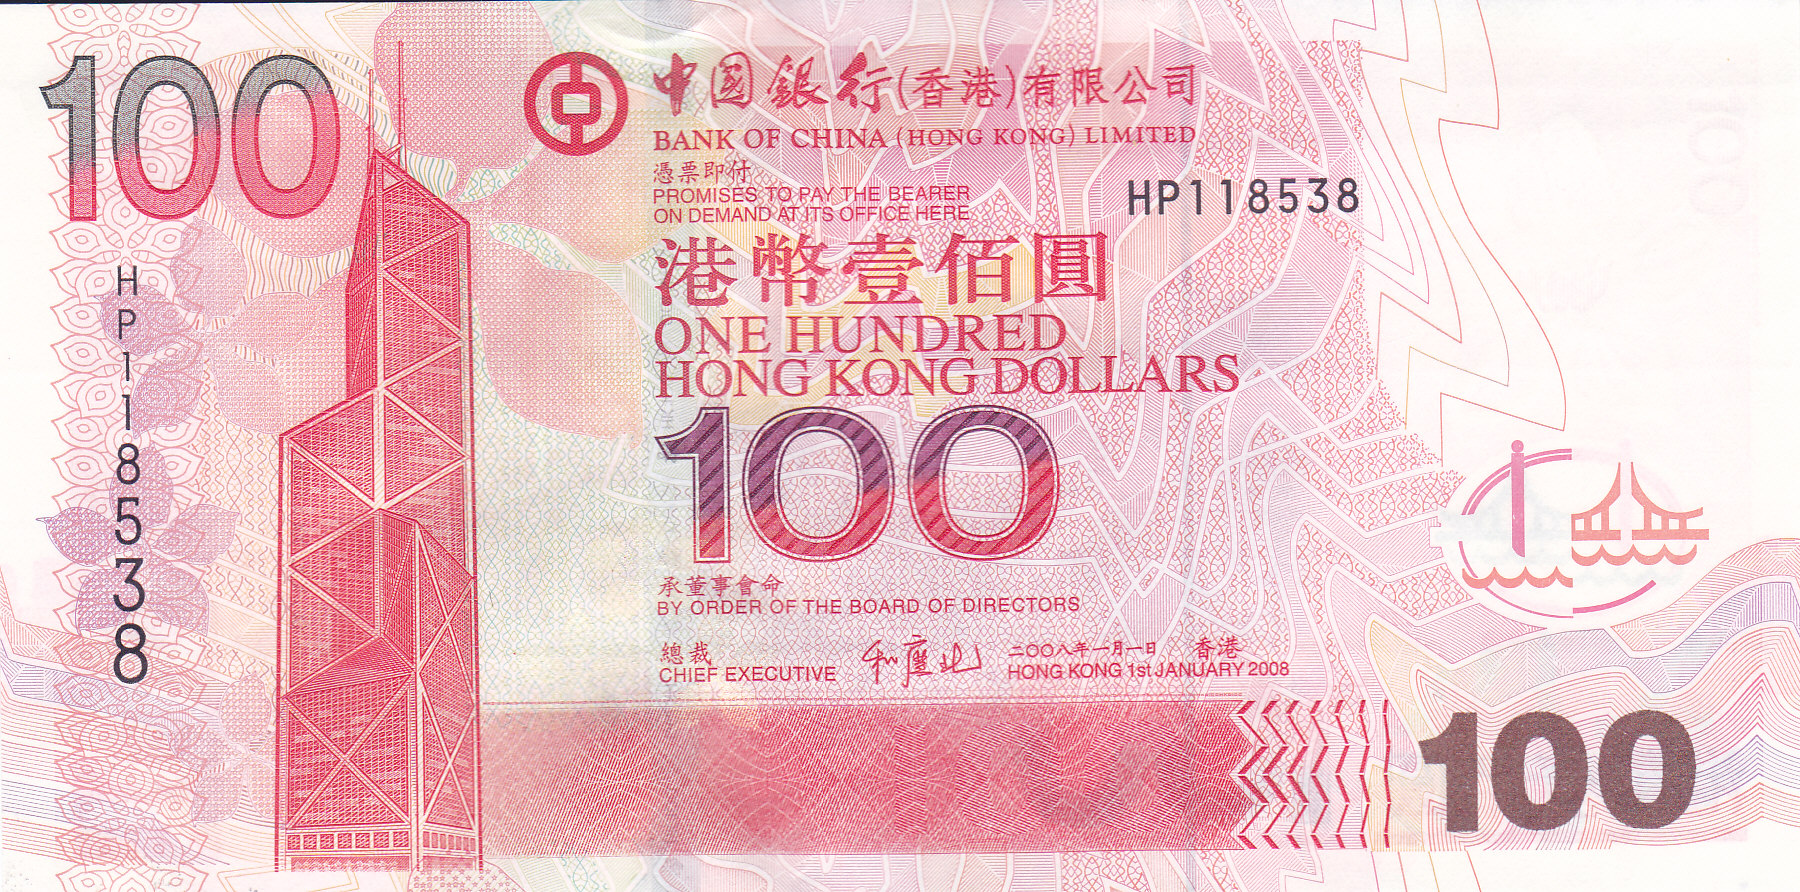 100
中國銀行(香港)有限公司
BANK OF CHINA (HONG KONG) LIMITED
憑票即付
PROMISES TO PAY THE BEARER
ON DEMAND AT ITS OFFICE HERE
HP118538
港幣壹佰圓
ONE HUNDRED
HONG KONG DOLLARS
100
HP118538
承董事會命
BY ORDER OF THE BOARD OF DIRECTORS
總裁
CHIEF EXECUTIVE
二〇〇八年一月一日 香港
HONG KONG 1st JANUARY 2008
100